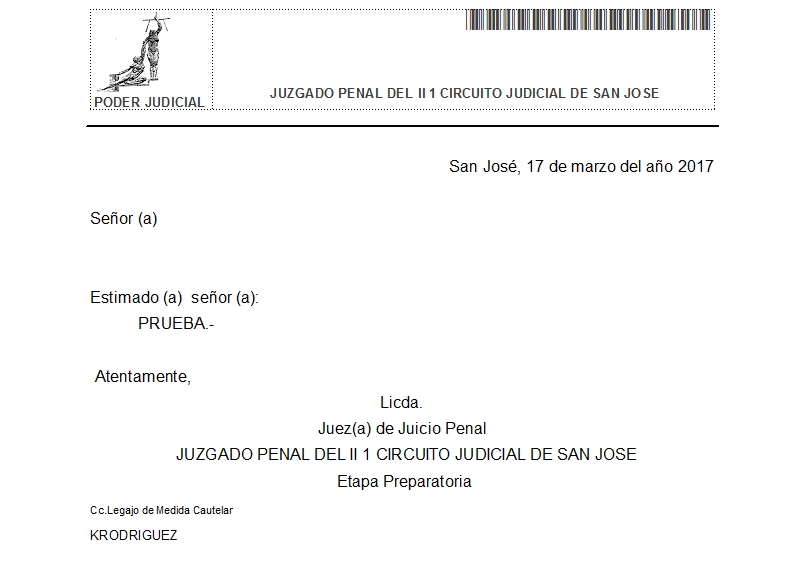 PODER JUDICIAL
JUZGADO PENAL DEL II 1 CIRCUITO JUDICIAL DE SAN JOSE
San José, 17 de marzo del año 2017
Señor (a)
Estimado (a) señor (a):
PRUEBA.-
Atentamente,
Licda.
Juez(a) de Juicio Penal
JUZGADO PENAL DEL II 1 CIRCUITO JUDICIAL DE SAN JOSE
Etapa Preparatoria
Cc.Legajo de Medida Cautelar
KRODRIGUEZ